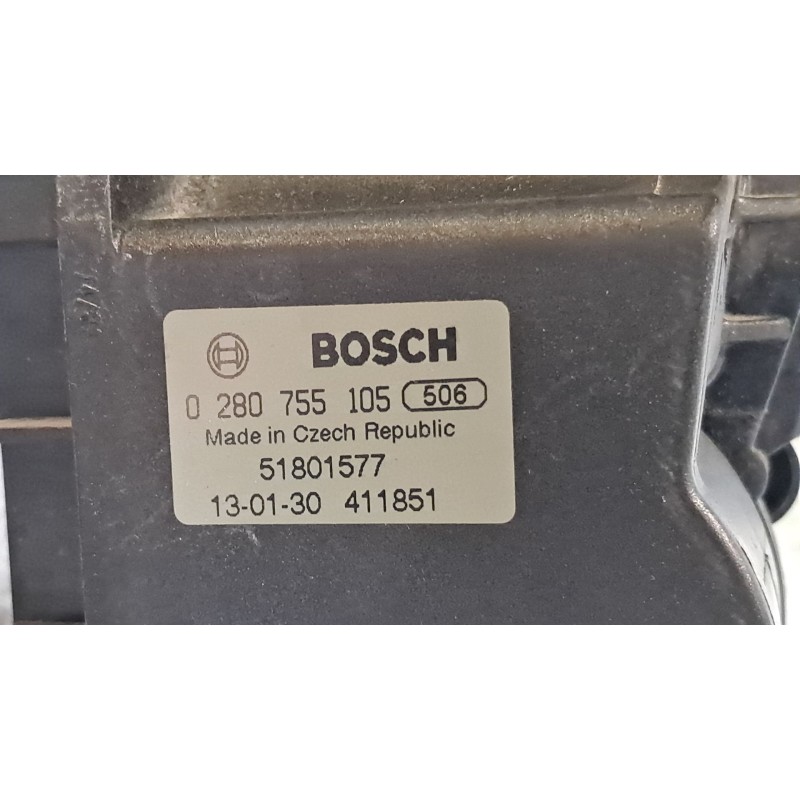 BOSCH
0 280 755 105 506
Made in Czech Republic
51801577
13-01-30 411851